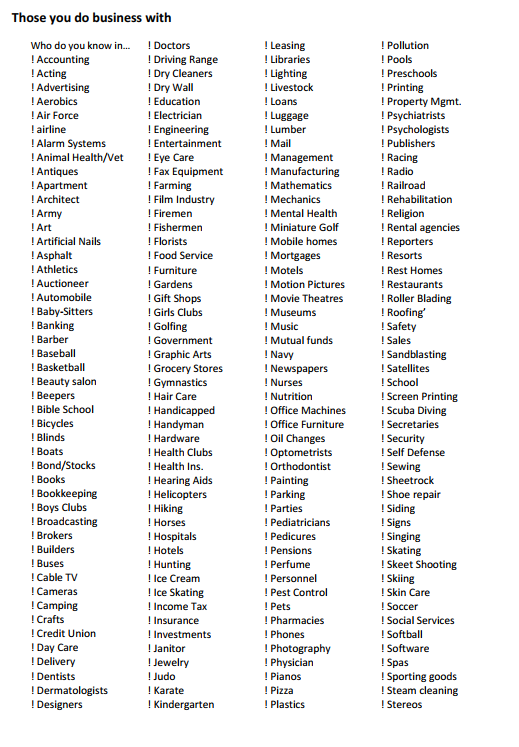 Those you do business with
Who do you know in…
! Accounting
! Acting
! Advertising
! Aerobics
! Air Force
! airline
! Alarm Systems
! Animal Health/Vet
! Antiques
! Apartment
! Architect
! Army
! Art
! Artificial Nails
! Asphalt
! Athletics
! Auctioneer
! Automobile
! Baby-Sitters
! Banking
! Barber
! Baseball
! Basketball
! Beauty salon
! Beepers
! Bible School
! Bicycles
! Blinds
! Boats
! Bond/Stocks
! Books
! Bookkeeping
! Boys Clubs
! Broadcasting
! Brokers
! Builders
! Buses
! Cable TV
! Cameras
! Camping
! Crafts
! Credit Union
! Day Care
! Delivery
! Dentists
! Dermatologists
! Designers
! Doctors
! Driving Range
! Dry Cleaners
! Dry Wall
! Education
! Electrician
! Engineering
! Entertainment
! Eye Care
! Fax Equipment
! Farming
! Film Industry
! Firemen
! Fishermen
! Florists
! Food Service
! Furniture
! Gardens
! Gift Shops
! Girls Clubs
! Golfing
! Government
! Graphic Arts
! Grocery Stores
! Gymnastics
! Hair Care
! Handicapped
! Handyman
! Hardware
! Health Clubs
! Health Ins.
! Hearing Aids
! Helicopters
! Hiking
! Horses
! Hospitals
! Hotels
! Hunting
! Ice Cream
! Ice Skating
! Income Tax
! Insurance
! Investments
! Janitor
! Jewelry
! Judo
! Karate
! Kindergarten
! Leasing
! Libraries
! Lighting
! Livestock
! Loans
! Luggage
! Lumber
! Mail
! Management
! Manufacturing
! Mathematics
! Mechanics
! Mental Health
! Miniature Golf
! Mobile homes
! Mortgages
! Motels
! Motion Pictures
! Movie Theatres
! Museums
! Music
! Mutual funds
! Navy
! Newspapers
! Nurses
! Nutrition
! Office Machines
! Office Furniture
! Oil Changes
! Optometrists
! Orthodontist
! Painting
! Parking
! Parties
! Pediatricians
! Pedicures
! Pensions
! Perfume
! Personnel
! Pest Control
! Pets
! Pharmacies
! Phones
! Photography
! Physician
! Pianos
! Pizza
! Plastics
! Pollution
! Pools
! Preschools
! Printing
! Property Mgmt.
! Psychiatrists
! Psychologists
! Publishers
! Racing
! Radio
! Railroad
! Rehabilitation
! Religion
! Rental agencies
! Reporters
! Resorts
! Rest Homes
! Restaurants
! Roller Blading
! Roofing’
! Safety
! Sales
! Sandblasting
! Satellites
! School
! Screen Printing
! Scuba Diving
! Secretaries
! Security
! Self Defense
! Sewing
! Sheetrock
! Shoe repair
! Siding
! Signs
! Singing
! Skating
! Skeet Shooting
! Skiing
! Skin Care
! Soccer
! Social Services
! Softball
! Software
! Spas
! Sporting goods
! Steam cleaning
! Stereos